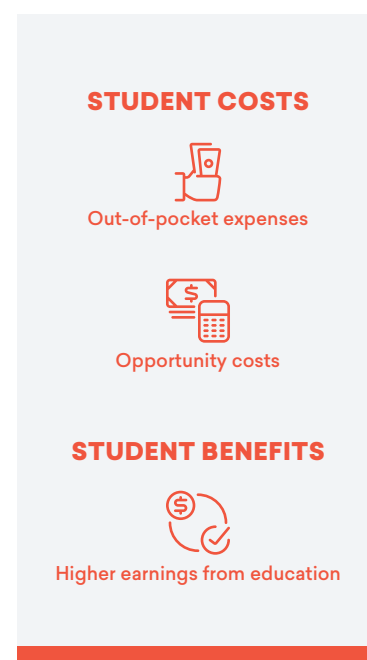 STUDENT COSTS
Out-of-pocket expenses
$
Opportunity costs
STUDENT BENEFITS
$
Higher earnings from education